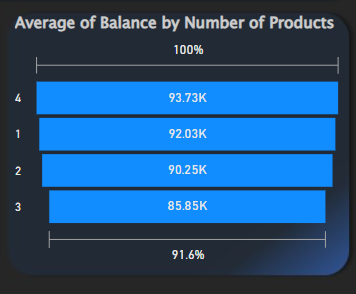 Average of Balance by Number of Products
100%
4 93.73K
1 92.03K
2 90.25K
3 85.85K
91.6%